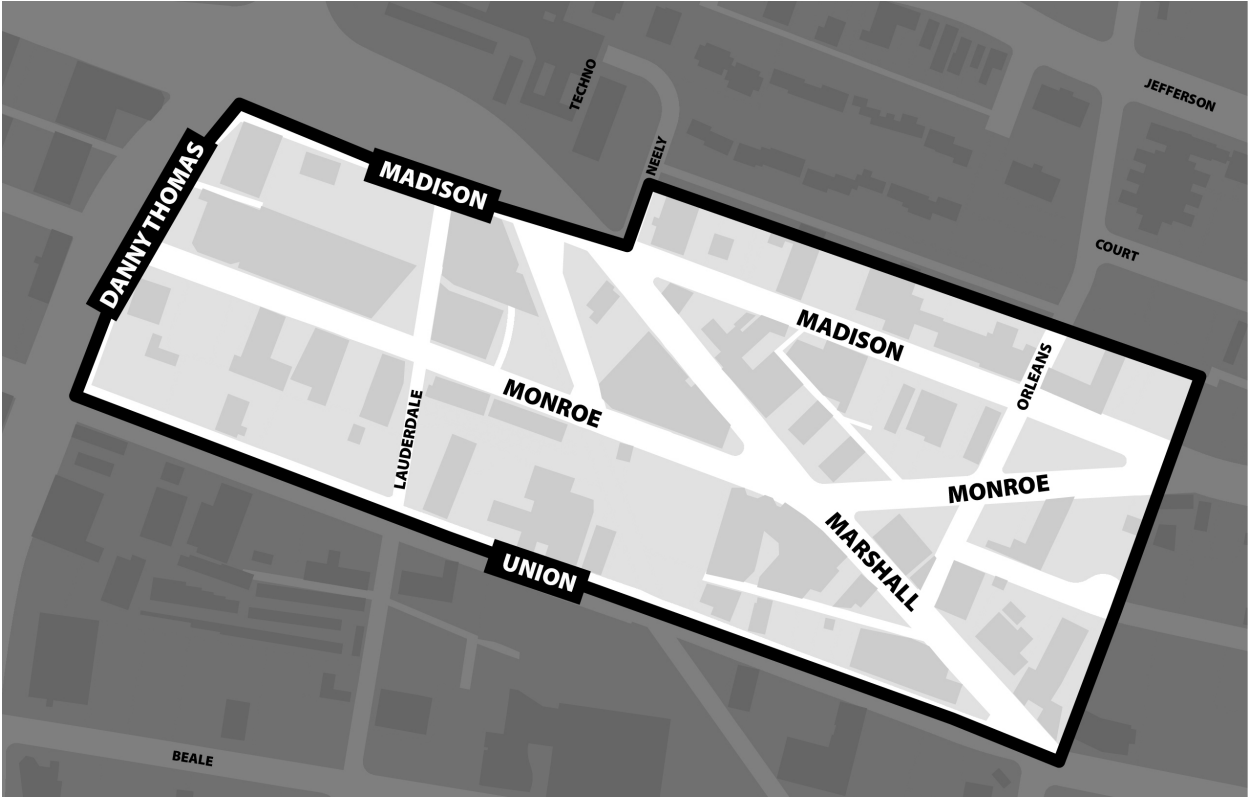 TECHNO
JEFFERSON
NEELY
MADISON
DANNY THOMAS
COURT
MADISON
ORLEANS
MONROE
LAUDERDALE
MONROE
MARSHALL
UNION
BEALE